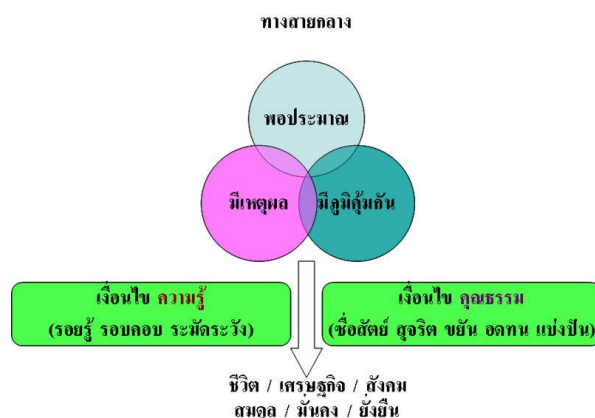 ทางสายกลาง
พอประมาณ
มีเหตุผล
มีภูมิคุ้มกัน
เงื่อนไข ความรู้
(รอยรู้ รอบคอบ ระมัดระวัง)
เงื่อนไข คุณธรรม
(ซื่อสัตย์ สุจริต ขยัน อดทน แบ่งปัน)
ชีวิต / เศรษฐกิจ / สังคม
สมดุล / มั่นคง / ยั่งยืน